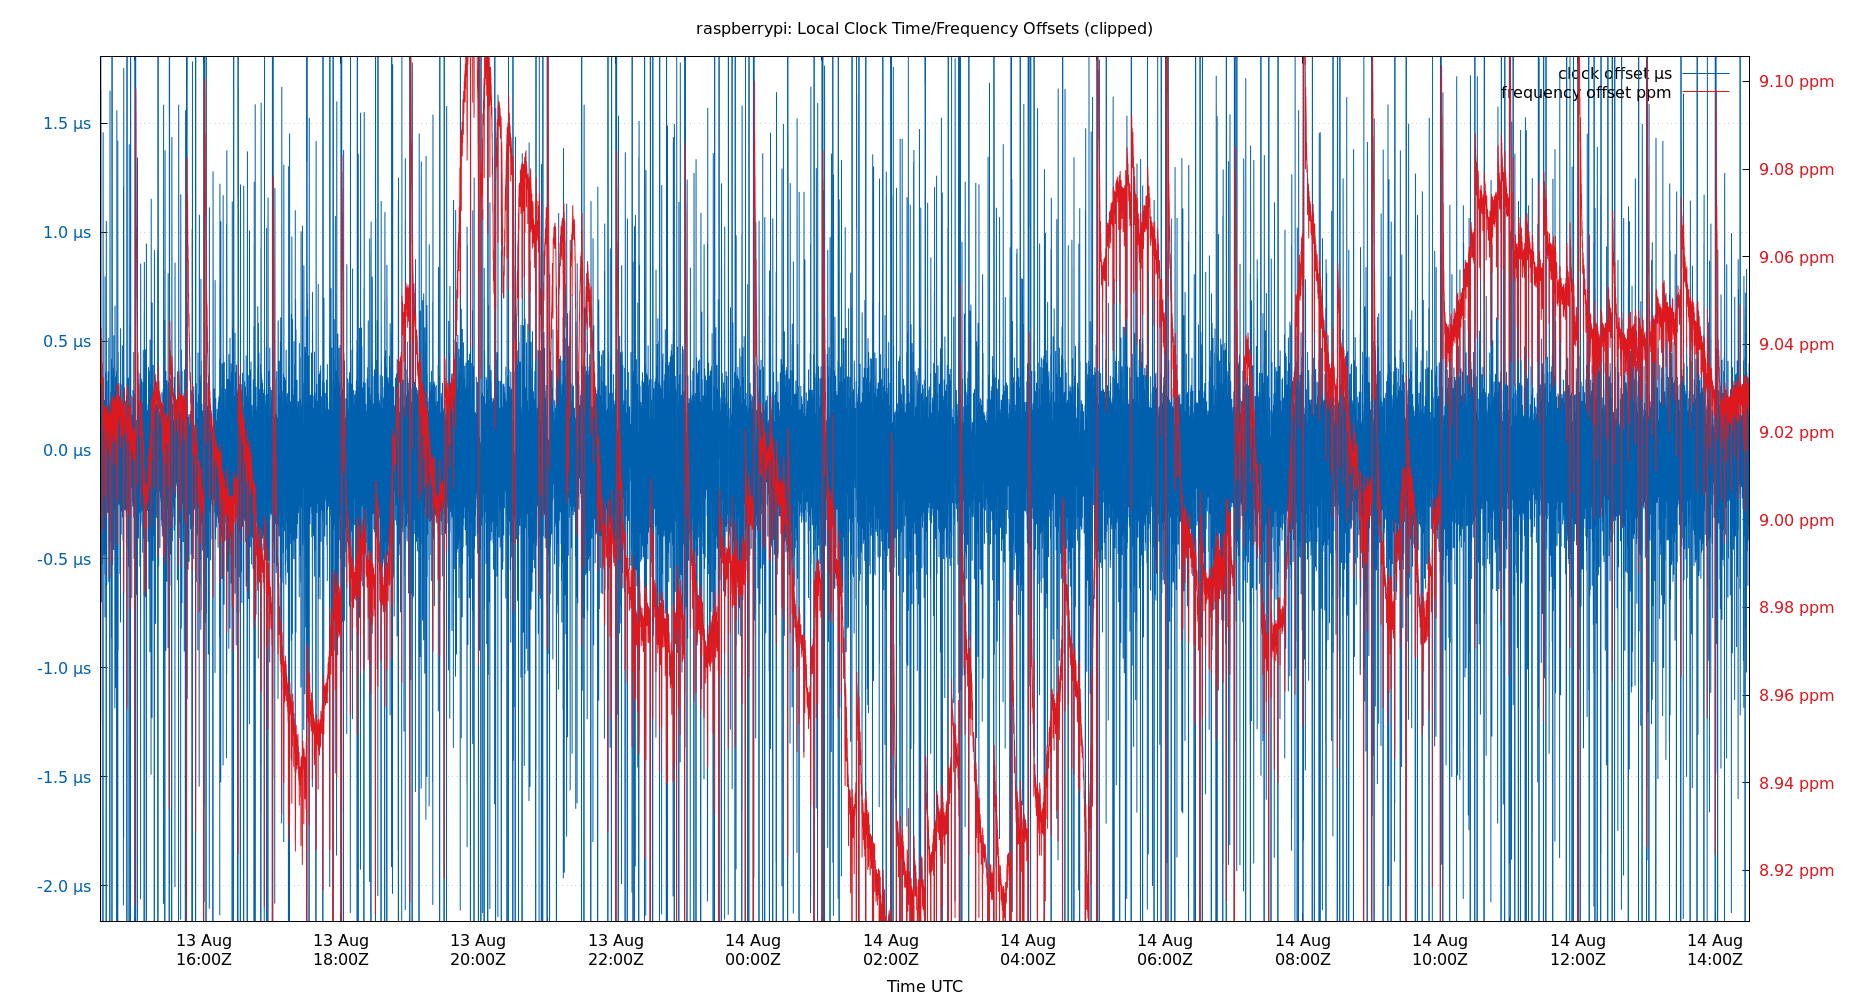 raspberrypi: Local Clock Time/Frequency Offsets (clipped)
clock offset µs
frequency offset ppm
1.5 µs
1.0 µs
0.5 µs
0.0 µs
-0.5 µs
-1.0 µs
-1.5 µs
-2.0 µs
9.10 ppm
9.08 ppm
9.06 ppm
9.04 ppm
9.02 ppm
9.00 ppm
8.98 ppm
8.96 ppm
8.94 ppm
8.92 ppm
13 Aug 13 Aug 13 Aug 13 Aug 14 Aug 14 Aug 14 Aug 14 Aug 14 Aug 14 Aug 14 Aug 14 Aug
16:00Z 18:00Z 20:00Z 22:00Z 00:00Z 02:00Z 04:00Z 06:00Z 08:00Z 10:00Z 12:00Z 14:00Z
Time UTC